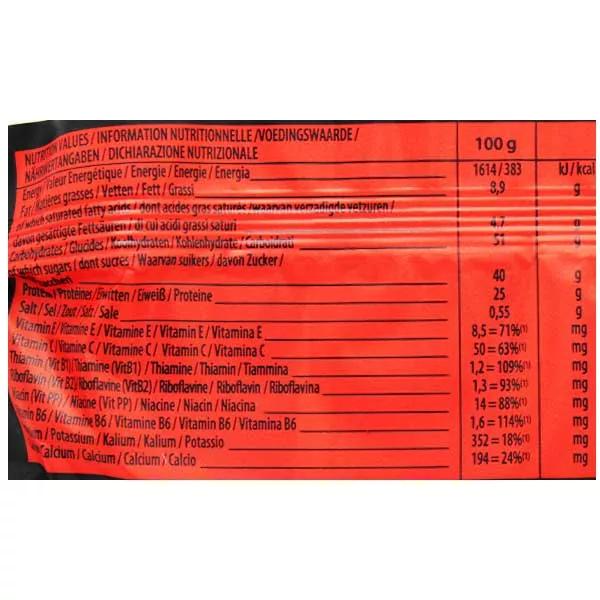 NUTRITION VALUES / INFORMATION NUTRITIONNELLE / VOEDINGSWAARDE /
NÄHRWERTANGABEN / DICHIARAZIONE NUTRIZIONALE 100 g
Energy / Valeur Energétique / Energie / Energie / Energia 1614 / 383 kJ / kcal
Fat / Matières grasses / Vetten / Fett / Grassi 8,9 g
of which saturated fatty acids / dont acides gras saturés / waarvan verzadigde vetzuren /
davon gesättigte Fettsäuren / di cui acidi grassi saturi 4,7 g
Carbohydrates / Glucides / Koolhydraten / Kohlenhydrate / Carboidrati 51 g
of which sugars / dont sucres / Waarvan suikers / davon Zucker /
40 g
Protein / Protéines / Eiwitten / Eiweiß / Proteine 25 g
Salt / Sel / Zout / Salz / Sale 0,55 g
Vitamin E / Vitamine E / Vitamine E / Vitamin E / Vitamina E 8,5 = 71%(1) mg
Vitamin C / Vitamine C / Vitamine C / Vitamin C / Vitamina C 50 = 63%(1) mg
Thiamin (Vit B1) / Thiamine (VitB1) / Thiamine / Thiamin / Tiammina 1,2 = 109%(1) mg
Riboflavin (Vit B2) / Riboflavine (VitB2) / Riboflavine / Riboflavin / Riboflavina 1,3 = 93%(1) mg
Niacin (Vit PP) / Niacine (Vit PP) / Niacine / Niacin / Niacina 14 = 88%(1) mg
min B6 / Vitamine B6 / Vitamine B6 / Vitamin B6 / Vitamina B6 1,6 = 114%(1) mg
m / Potassium / Kalium / Kalium / Potassio 352 = 18%(1) mg
Calcium / Calcium / Calcium / Calcium / Calcio 194 = 24%(1) mg